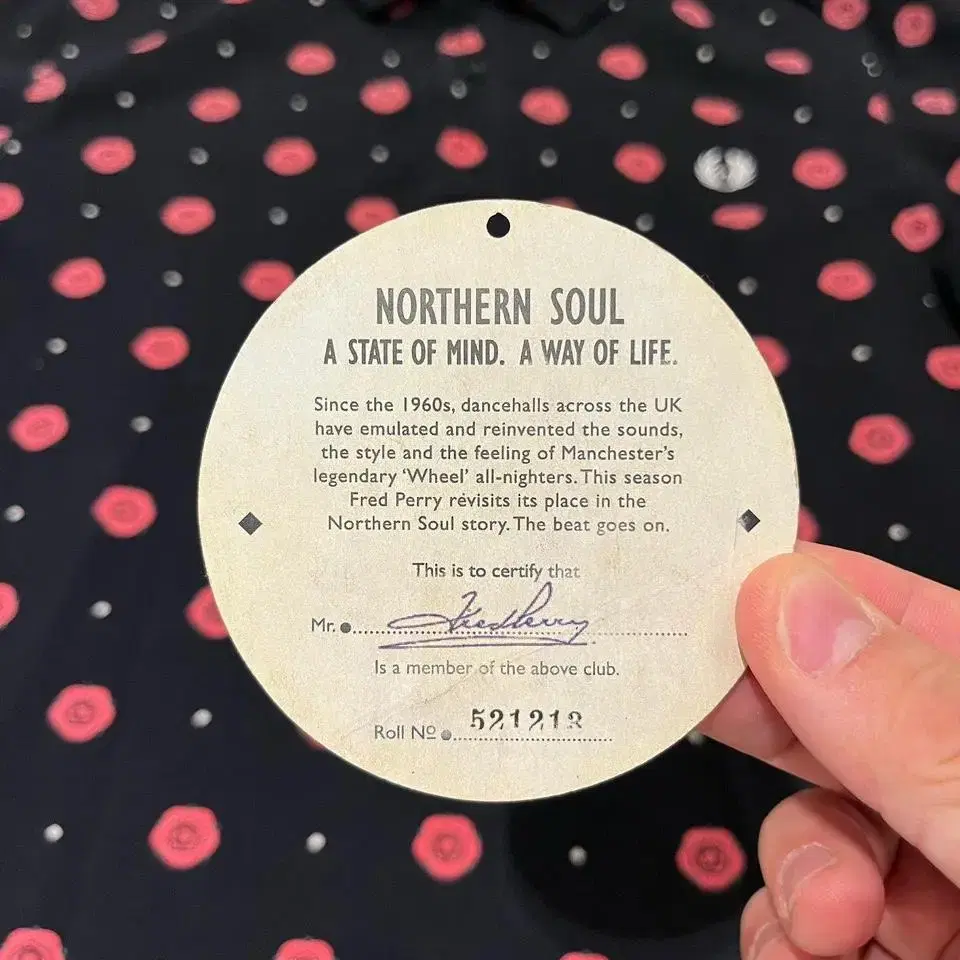 NORTHERN SOUL
A STATE OF MIND. A WAY OF LIFE.
Since the 1960s, dancehalls across the UK
have emulated and reinvented the sounds,
the style and the feeling of Manchester's
legendary 'Wheel' all-nighters. This season
Fred Perry revisits its place in the
Northern Soul story. The beat goes on.
This is to certify that
Mr. Fred Perry
Is a member of the above club.
Roll Nº 521213